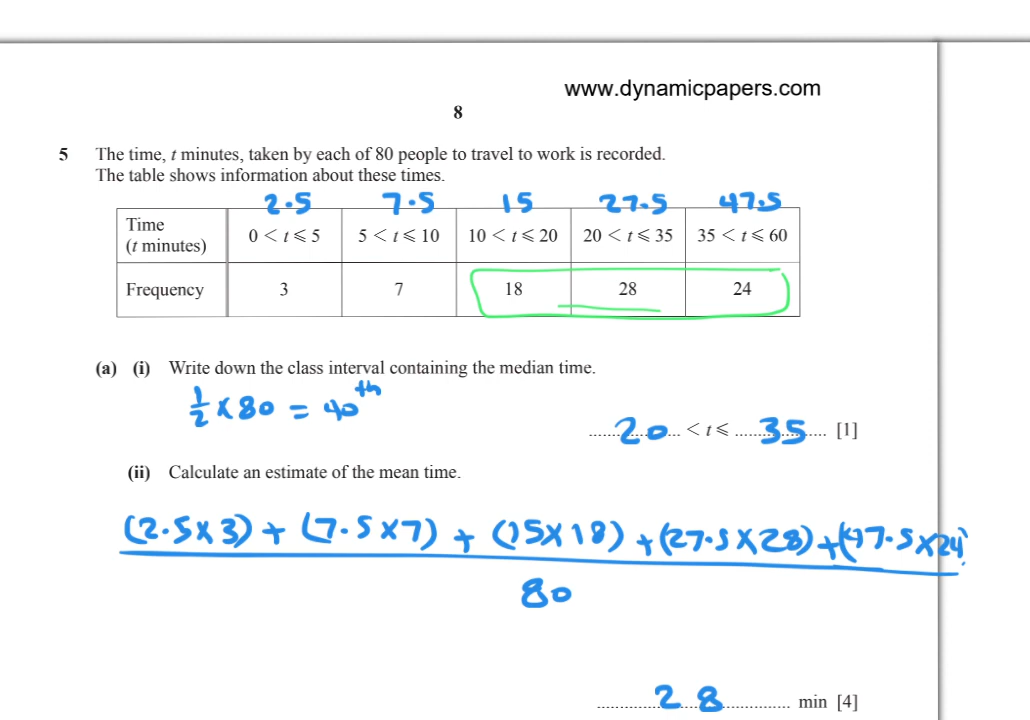 www.dynamicpapers.com
8
5 The time, t minutes, taken by each of 80 people to travel to work is recorded.
The table shows information about these times.
2.5 7.5 15 27.5 47.5
Time (t minutes) 0 < t ⩽ 5 5 < t ⩽ 10 10 < t ⩽ 20 20 < t ⩽ 35 35 < t ⩽ 60
Frequency 3 7 18 28 24
(a) (i) Write down the class interval containing the median time.
1/2 × 80 = 40th
20 < t ⩽ 35 [1]
(ii) Calculate an estimate of the mean time.
(2.5×3) + (7.5×7) + (15×18) + (27.5×28) + (47.5×24)
80
28 min [4]